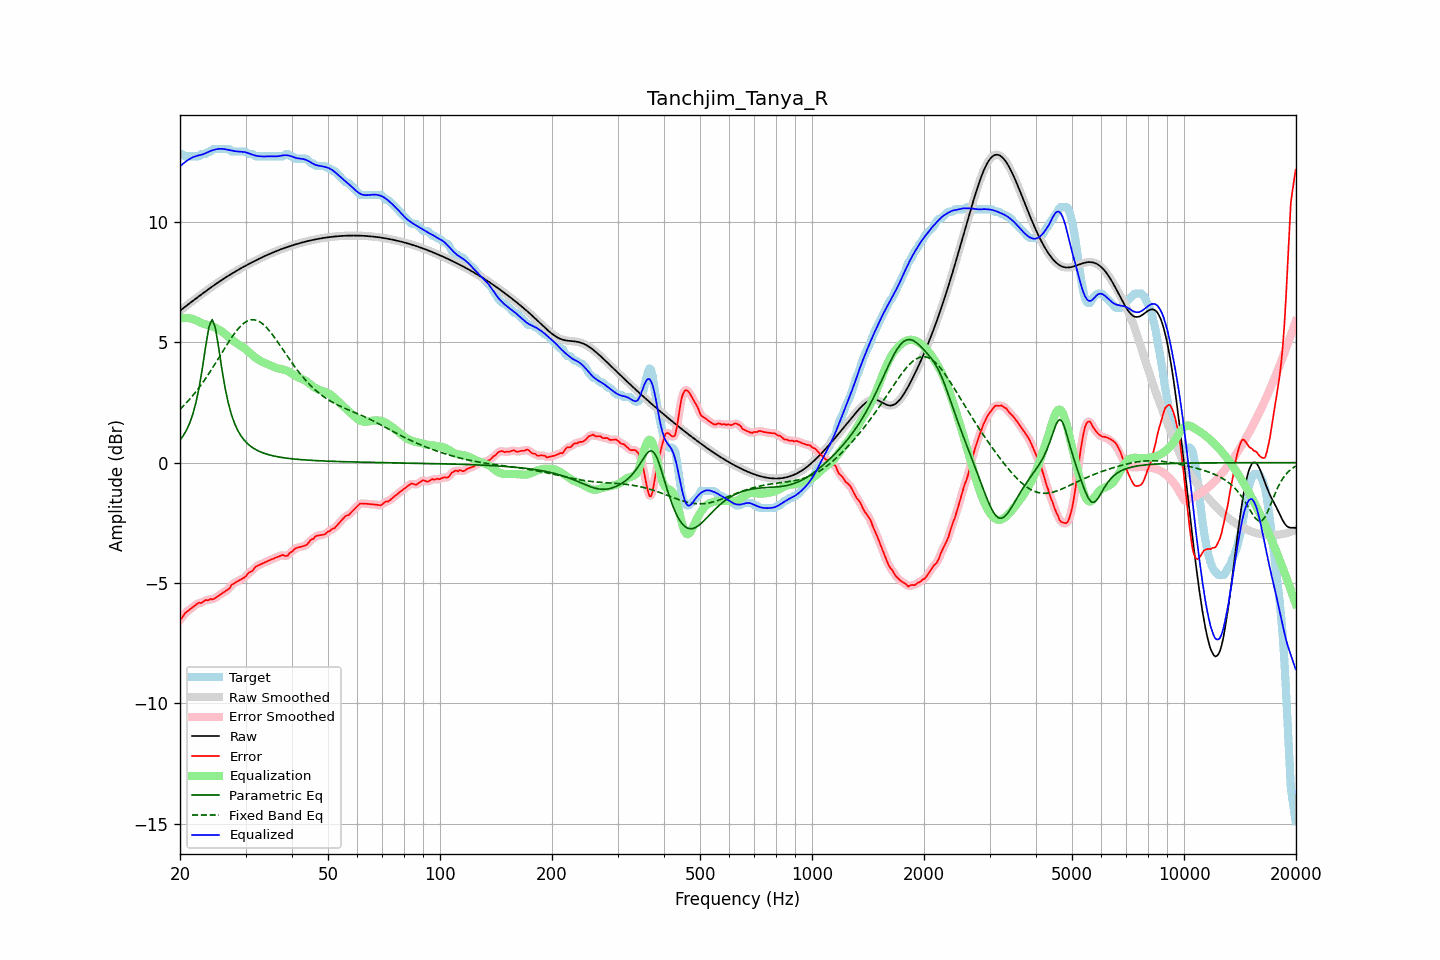 Tanchjim_Tanya_R
Amplitude (dBr)
10
5
0
−5
−10
−15
Target
Raw Smoothed
Error Smoothed
Raw
Error
Equalization
Parametric Eq
Fixed Band Eq
Equalized
20 50 100 200 500 1000 2000 5000 10000 20000
Frequency (Hz)